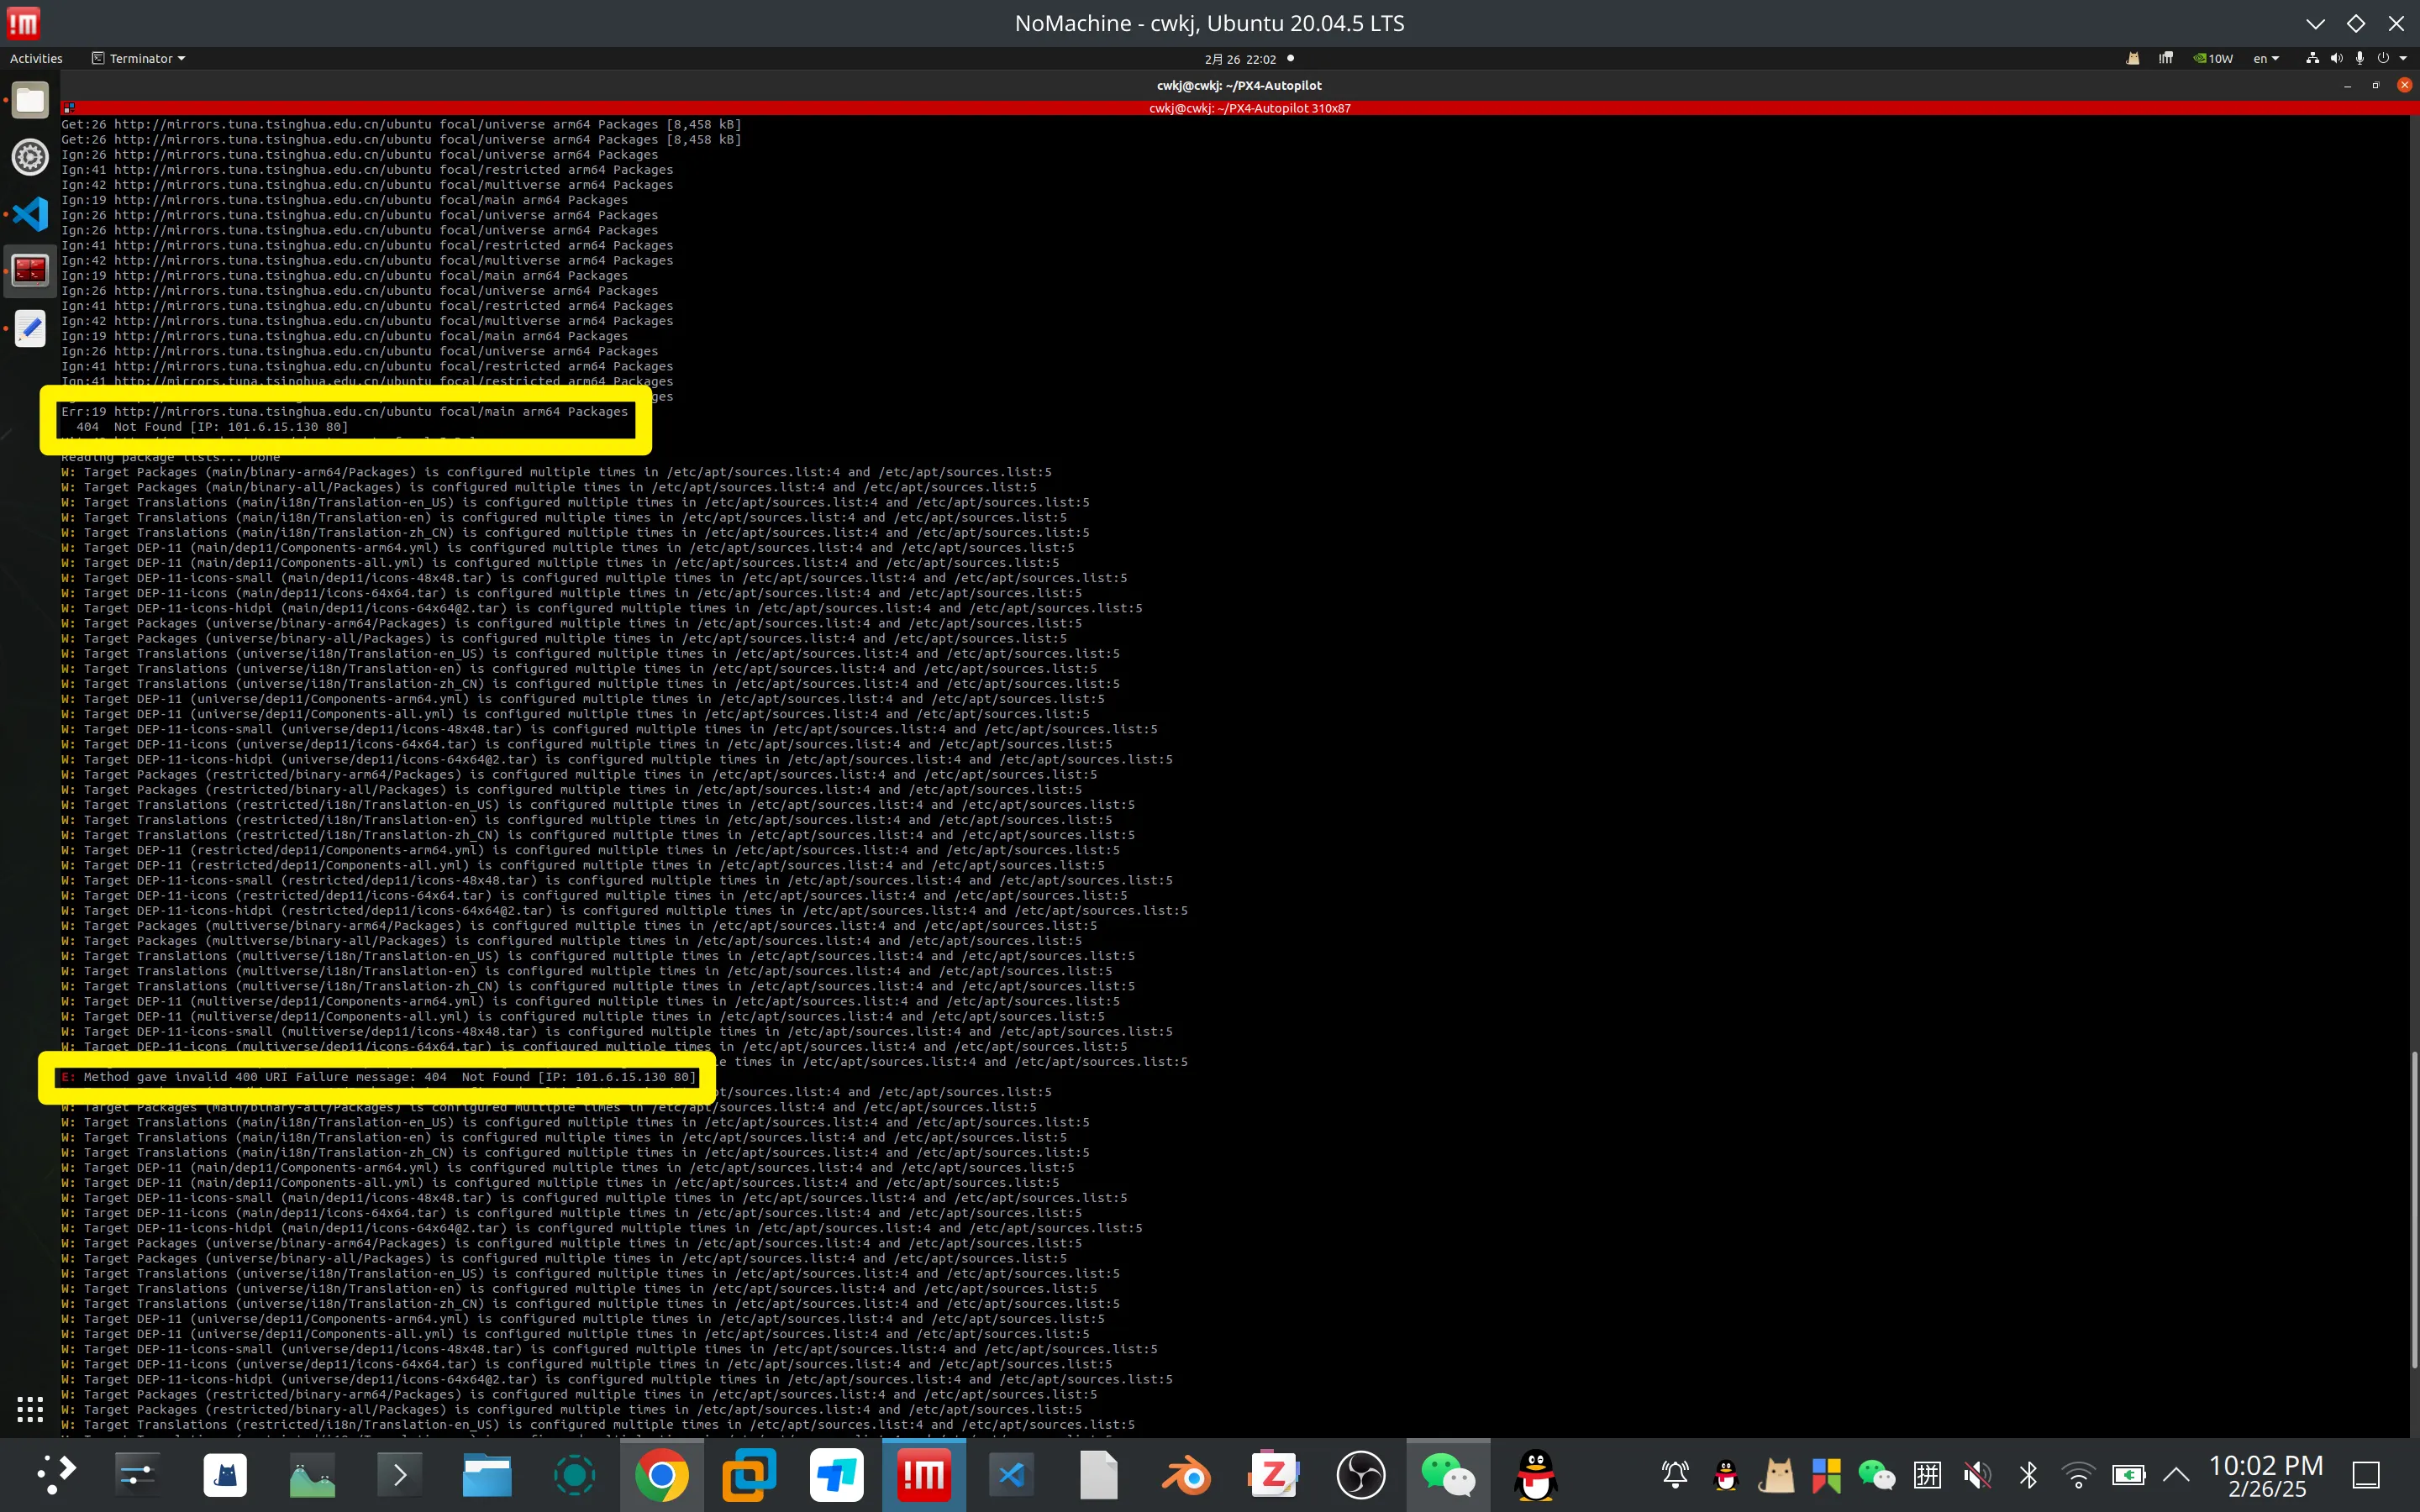 NoMachine - cwkj, Ubuntu 20.04.5 LTS
Activities
Terminator
2月 26 22:02
10W
en
cwkj@cwkj: ~/PX4-Autopilot
cwkj@cwkj: ~/PX4-Autopilot 310x87
Get:26 http://mirrors.tuna.tsinghua.edu.cn/ubuntu focal/universe arm64 Packages [8,458 kB]
Get:26 http://mirrors.tuna.tsinghua.edu.cn/ubuntu focal/universe arm64 Packages [8,458 kB]
Ign:26 http://mirrors.tuna.tsinghua.edu.cn/ubuntu focal/universe arm64 Packages
Ign:41 http://mirrors.tuna.tsinghua.edu.cn/ubuntu focal/restricted arm64 Packages
Ign:42 http://mirrors.tuna.tsinghua.edu.cn/ubuntu focal/multiverse arm64 Packages
Ign:19 http://mirrors.tuna.tsinghua.edu.cn/ubuntu focal/main arm64 Packages
Ign:26 http://mirrors.tuna.tsinghua.edu.cn/ubuntu focal/universe arm64 Packages
Ign:26 http://mirrors.tuna.tsinghua.edu.cn/ubuntu focal/universe arm64 Packages
Ign:41 http://mirrors.tuna.tsinghua.edu.cn/ubuntu focal/restricted arm64 Packages
Ign:42 http://mirrors.tuna.tsinghua.edu.cn/ubuntu focal/multiverse arm64 Packages
Ign:19 http://mirrors.tuna.tsinghua.edu.cn/ubuntu focal/main arm64 Packages
Ign:26 http://mirrors.tuna.tsinghua.edu.cn/ubuntu focal/universe arm64 Packages
Ign:41 http://mirrors.tuna.tsinghua.edu.cn/ubuntu focal/restricted arm64 Packages
Ign:42 http://mirrors.tuna.tsinghua.edu.cn/ubuntu focal/multiverse arm64 Packages
Ign:19 http://mirrors.tuna.tsinghua.edu.cn/ubuntu focal/main arm64 Packages
Ign:26 http://mirrors.tuna.tsinghua.edu.cn/ubuntu focal/universe arm64 Packages
Ign:41 http://mirrors.tuna.tsinghua.edu.cn/ubuntu focal/restricted arm64 Packages
Ign:41 http://mirrors.tuna.tsinghua.edu.cn/ubuntu focal/restricted arm64 Packages
ges
Err:19 http://mirrors.tuna.tsinghua.edu.cn/ubuntu focal/main arm64 Packages
404  Not Found [IP: 101.6.15.130 80]
Reading package lists... Done
W: Target Packages (main/binary-arm64/Packages) is configured multiple times in /etc/apt/sources.list:4 and /etc/apt/sources.list:5
W: Target Packages (main/binary-all/Packages) is configured multiple times in /etc/apt/sources.list:4 and /etc/apt/sources.list:5
W: Target Translations (main/i18n/Translation-en_US) is configured multiple times in /etc/apt/sources.list:4 and /etc/apt/sources.list:5
W: Target Translations (main/i18n/Translation-en) is configured multiple times in /etc/apt/sources.list:4 and /etc/apt/sources.list:5
W: Target Translations (main/i18n/Translation-zh_CN) is configured multiple times in /etc/apt/sources.list:4 and /etc/apt/sources.list:5
W: Target DEP-11 (main/dep11/Components-arm64.yml) is configured multiple times in /etc/apt/sources.list:4 and /etc/apt/sources.list:5
W: Target DEP-11 (main/dep11/Components-all.yml) is configured multiple times in /etc/apt/sources.list:4 and /etc/apt/sources.list:5
W: Target DEP-11-icons-small (main/dep11/icons-48x48.tar) is configured multiple times in /etc/apt/sources.list:4 and /etc/apt/sources.list:5
W: Target DEP-11-icons (main/dep11/icons-64x64.tar) is configured multiple times in /etc/apt/sources.list:4 and /etc/apt/sources.list:5
W: Target DEP-11-icons-hidpi (main/dep11/icons-64x64@2.tar) is configured multiple times in /etc/apt/sources.list:4 and /etc/apt/sources.list:5
W: Target Packages (universe/binary-arm64/Packages) is configured multiple times in /etc/apt/sources.list:4 and /etc/apt/sources.list:5
W: Target Packages (universe/binary-all/Packages) is configured multiple times in /etc/apt/sources.list:4 and /etc/apt/sources.list:5
W: Target Translations (universe/i18n/Translation-en_US) is configured multiple times in /etc/apt/sources.list:4 and /etc/apt/sources.list:5
W: Target Translations (universe/i18n/Translation-en) is configured multiple times in /etc/apt/sources.list:4 and /etc/apt/sources.list:5
W: Target Translations (universe/i18n/Translation-zh_CN) is configured multiple times in /etc/apt/sources.list:4 and /etc/apt/sources.list:5
W: Target DEP-11 (universe/dep11/Components-arm64.yml) is configured multiple times in /etc/apt/sources.list:4 and /etc/apt/sources.list:5
W: Target DEP-11 (universe/dep11/Components-all.yml) is configured multiple times in /etc/apt/sources.list:4 and /etc/apt/sources.list:5
W: Target DEP-11-icons-small (universe/dep11/icons-48x48.tar) is configured multiple times in /etc/apt/sources.list:4 and /etc/apt/sources.list:5
W: Target DEP-11-icons (universe/dep11/icons-64x64.tar) is configured multiple times in /etc/apt/sources.list:4 and /etc/apt/sources.list:5
W: Target DEP-11-icons-hidpi (universe/dep11/icons-64x64@2.tar) is configured multiple times in /etc/apt/sources.list:4 and /etc/apt/sources.list:5
W: Target Packages (restricted/binary-arm64/Packages) is configured multiple times in /etc/apt/sources.list:4 and /etc/apt/sources.list:5
W: Target Packages (restricted/binary-all/Packages) is configured multiple times in /etc/apt/sources.list:4 and /etc/apt/sources.list:5
W: Target Translations (restricted/i18n/Translation-en_US) is configured multiple times in /etc/apt/sources.list:4 and /etc/apt/sources.list:5
W: Target Translations (restricted/i18n/Translation-en) is configured multiple times in /etc/apt/sources.list:4 and /etc/apt/sources.list:5
W: Target Translations (restricted/i18n/Translation-zh_CN) is configured multiple times in /etc/apt/sources.list:4 and /etc/apt/sources.list:5
W: Target DEP-11 (restricted/dep11/Components-arm64.yml) is configured multiple times in /etc/apt/sources.list:4 and /etc/apt/sources.list:5
W: Target DEP-11 (restricted/dep11/Components-all.yml) is configured multiple times in /etc/apt/sources.list:4 and /etc/apt/sources.list:5
W: Target DEP-11-icons-small (restricted/dep11/icons-48x48.tar) is configured multiple times in /etc/apt/sources.list:4 and /etc/apt/sources.list:5
W: Target DEP-11-icons (restricted/dep11/icons-64x64.tar) is configured multiple times in /etc/apt/sources.list:4 and /etc/apt/sources.list:5
W: Target DEP-11-icons-hidpi (restricted/dep11/icons-64x64@2.tar) is configured multiple times in /etc/apt/sources.list:4 and /etc/apt/sources.list:5
W: Target Packages (multiverse/binary-arm64/Packages) is configured multiple times in /etc/apt/sources.list:4 and /etc/apt/sources.list:5
W: Target Packages (multiverse/binary-all/Packages) is configured multiple times in /etc/apt/sources.list:4 and /etc/apt/sources.list:5
W: Target Translations (multiverse/i18n/Translation-en_US) is configured multiple times in /etc/apt/sources.list:4 and /etc/apt/sources.list:5
W: Target Translations (multiverse/i18n/Translation-en) is configured multiple times in /etc/apt/sources.list:4 and /etc/apt/sources.list:5
W: Target Translations (multiverse/i18n/Translation-zh_CN) is configured multiple times in /etc/apt/sources.list:4 and /etc/apt/sources.list:5
W: Target DEP-11 (multiverse/dep11/Components-arm64.yml) is configured multiple times in /etc/apt/sources.list:4 and /etc/apt/sources.list:5
W: Target DEP-11 (multiverse/dep11/Components-all.yml) is configured multiple times in /etc/apt/sources.list:4 and /etc/apt/sources.list:5
W: Target DEP-11-icons-small (multiverse/dep11/icons-48x48.tar) is configured multiple times in /etc/apt/sources.list:4 and /etc/apt/sources.list:5
W: Target DEP-11-icons (multiverse/dep11/icons-64x64.tar) is configured multiple times in /etc/apt/sources.list:4 and /etc/apt/sources.list:5
le times in /etc/apt/sources.list:4 and /etc/apt/sources.list:5
E: Method gave invalid 400 URI Failure message: 404  Not Found [IP: 101.6.15.130 80]
pt/sources.list:4 and /etc/apt/sources.list:5
W: Target Packages (main/binary-all/Packages) is configured multiple times in /etc/apt/sources.list:4 and /etc/apt/sources.list:5
W: Target Translations (main/i18n/Translation-en_US) is configured multiple times in /etc/apt/sources.list:4 and /etc/apt/sources.list:5
W: Target Translations (main/i18n/Translation-en) is configured multiple times in /etc/apt/sources.list:4 and /etc/apt/sources.list:5
W: Target Translations (main/i18n/Translation-zh_CN) is configured multiple times in /etc/apt/sources.list:4 and /etc/apt/sources.list:5
W: Target DEP-11 (main/dep11/Components-arm64.yml) is configured multiple times in /etc/apt/sources.list:4 and /etc/apt/sources.list:5
W: Target DEP-11 (main/dep11/Components-all.yml) is configured multiple times in /etc/apt/sources.list:4 and /etc/apt/sources.list:5
W: Target DEP-11-icons-small (main/dep11/icons-48x48.tar) is configured multiple times in /etc/apt/sources.list:4 and /etc/apt/sources.list:5
W: Target DEP-11-icons (main/dep11/icons-64x64.tar) is configured multiple times in /etc/apt/sources.list:4 and /etc/apt/sources.list:5
W: Target DEP-11-icons-hidpi (main/dep11/icons-64x64@2.tar) is configured multiple times in /etc/apt/sources.list:4 and /etc/apt/sources.list:5
W: Target Packages (universe/binary-arm64/Packages) is configured multiple times in /etc/apt/sources.list:4 and /etc/apt/sources.list:5
W: Target Packages (universe/binary-all/Packages) is configured multiple times in /etc/apt/sources.list:4 and /etc/apt/sources.list:5
W: Target Translations (universe/i18n/Translation-en_US) is configured multiple times in /etc/apt/sources.list:4 and /etc/apt/sources.list:5
W: Target Translations (universe/i18n/Translation-en) is configured multiple times in /etc/apt/sources.list:4 and /etc/apt/sources.list:5
W: Target Translations (universe/i18n/Translation-zh_CN) is configured multiple times in /etc/apt/sources.list:4 and /etc/apt/sources.list:5
W: Target DEP-11 (universe/dep11/Components-arm64.yml) is configured multiple times in /etc/apt/sources.list:4 and /etc/apt/sources.list:5
W: Target DEP-11 (universe/dep11/Components-all.yml) is configured multiple times in /etc/apt/sources.list:4 and /etc/apt/sources.list:5
W: Target DEP-11-icons-small (universe/dep11/icons-48x48.tar) is configured multiple times in /etc/apt/sources.list:4 and /etc/apt/sources.list:5
W: Target DEP-11-icons (universe/dep11/icons-64x64.tar) is configured multiple times in /etc/apt/sources.list:4 and /etc/apt/sources.list:5
W: Target DEP-11-icons-hidpi (universe/dep11/icons-64x64@2.tar) is configured multiple times in /etc/apt/sources.list:4 and /etc/apt/sources.list:5
W: Target Packages (restricted/binary-arm64/Packages) is configured multiple times in /etc/apt/sources.list:4 and /etc/apt/sources.list:5
W: Target Packages (restricted/binary-all/Packages) is configured multiple times in /etc/apt/sources.list:4 and /etc/apt/sources.list:5
W: Target Translations (restricted/i18n/Translation-en_US) is configured multiple times in /etc/apt/sources.list:4 and /etc/apt/sources.list:5
拼
10:02 PM
2/26/25